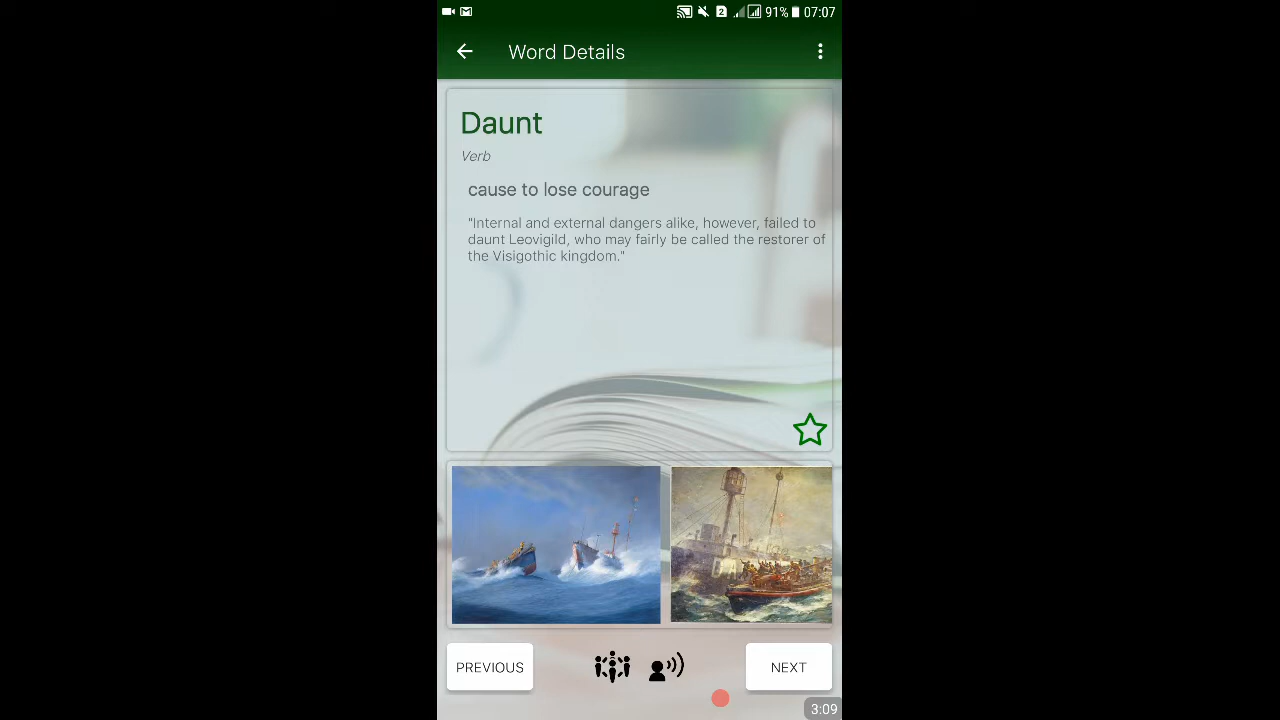 2 91% 07:07
Word Details
Daunt
Verb
cause to lose courage
"Internal and external dangers alike, however, failed to
daunt Leovigild, who may fairly be called the restorer of
the Visigothic kingdom."
PREVIOUS NEXT
3:09